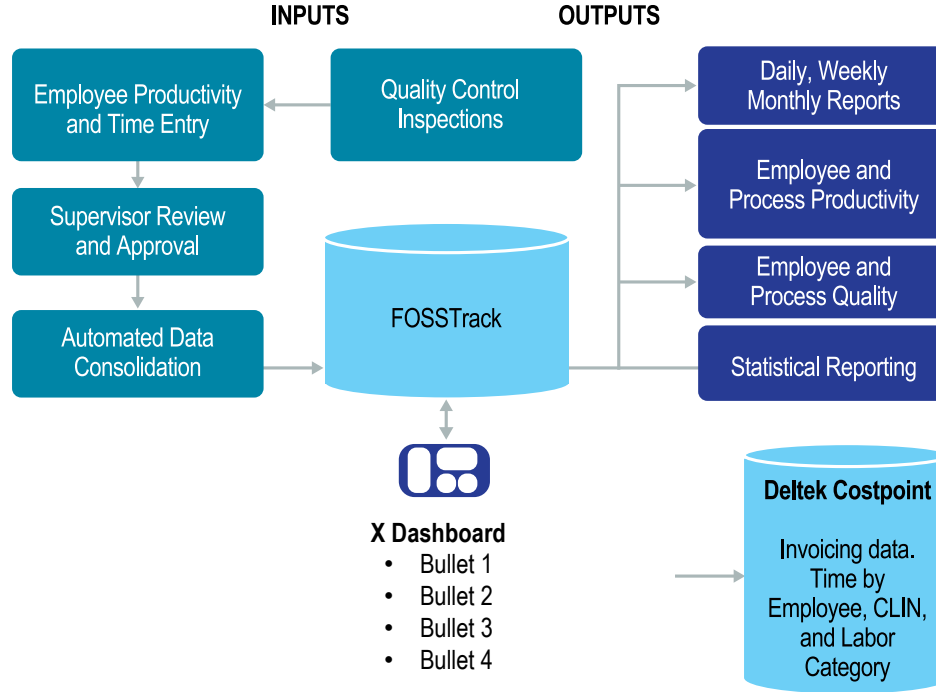 INPUTS
OUTPUTS
Employee Productivity
and Time Entry
Quality Control
Inspections
Daily, Weekly
Monthly Reports
Supervisor Review
and Approval
Employee and
Process Productivity
FOSSTrack
Employee and
Process Quality
Automated Data
Consolidation
Statistical Reporting
X Dashboard
• Bullet 1
• Bullet 2
• Bullet 3
• Bullet 4
Deltek Costpoint
Invoicing data.
Time by
Employee, CLIN,
and Labor
Category